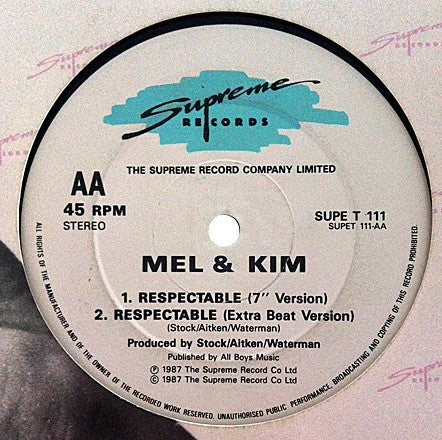 Supreme
RECORDS
THE SUPREME RECORD COMPANY LIMITED
AA
45 RPM
STEREO
SUPE T 111
SUPET 111-AA
MEL & KIM
1. RESPECTABLE (7" Version)
2. RESPECTABLE (Extra Beat Version)
(Stock/Aitken/Waterman)
Produced by Stock/Aitken/Waterman
Published by All Boys Music
℗ 1987 The Supreme Record Co Ltd
© 1987 The Supreme Record Co Ltd
ALL RIGHTS OF THE MANUFACTURER AND OF THE OWNER OF THE RECORDED WORK RESERVED. UNAUTHORISED PUBLIC PERFORMANCE, BROADCASTING AND COPYING OF THIS RECORD PROHIBITED.
Supreme
RECORDS
Supreme
RECORDS